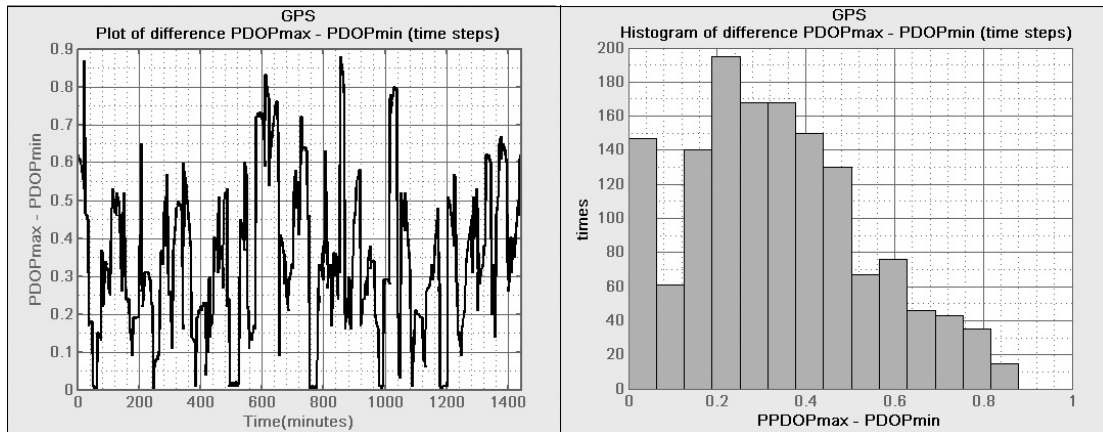 GPS
Plot of difference PDOPmax - PDOPmin (time steps)
0.9
0.8
0.7
0.6
0.5
0.4
0.3
0.2
0.1
0
PDOPmax - PDOPmin
0 200 400 600 800 1000 1200 1400
Time(minutes)
GPS
Histogram of difference PDOPmax - PDOPmin (time steps)
200
180
160
140
120
100
80
60
40
20
0
times
0 0.2 0.4 0.6 0.8 1
PPDOPmax - PDOPmin